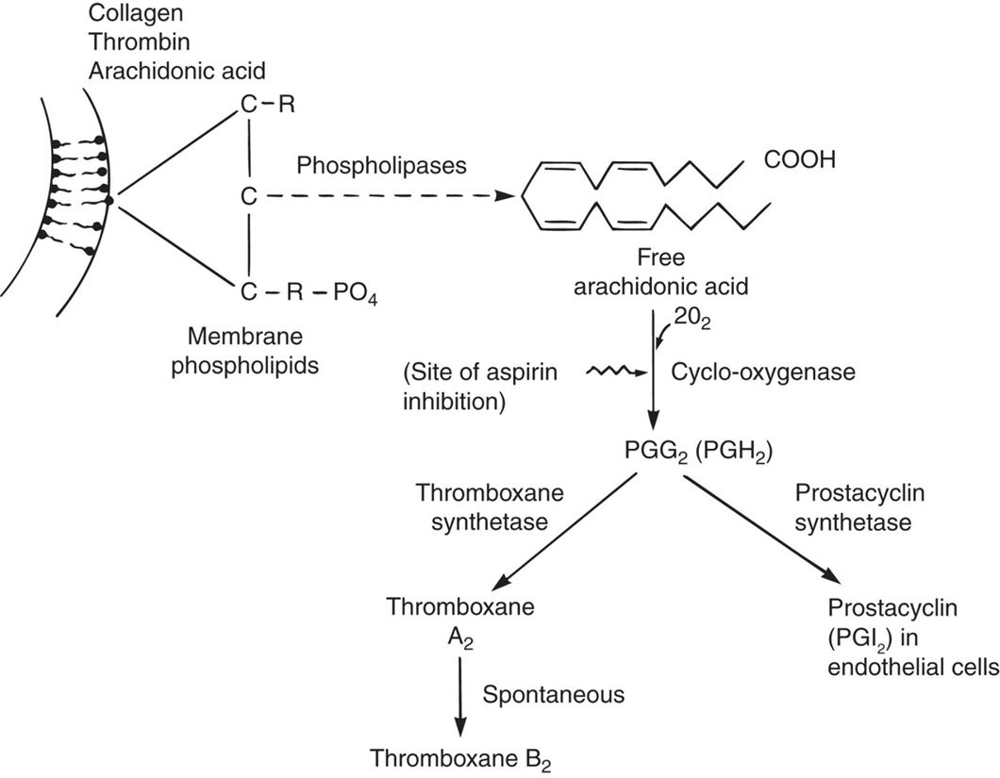 Collagen
Thrombin
Arachidonic acid
C – R
C
C – R – PO₄
Membrane
phospholipids
Phospholipases
COOH
Free
arachidonic acid
2O₂
(Site of aspirin
inhibition)
Cyclo-oxygenase
PGG₂ (PGH₂)
Thromboxane
synthetase
Prostacyclin
synthetase
Thromboxane
A₂
Prostacyclin
(PGI₂) in
endothelial cells
Spontaneous
Thromboxane B₂